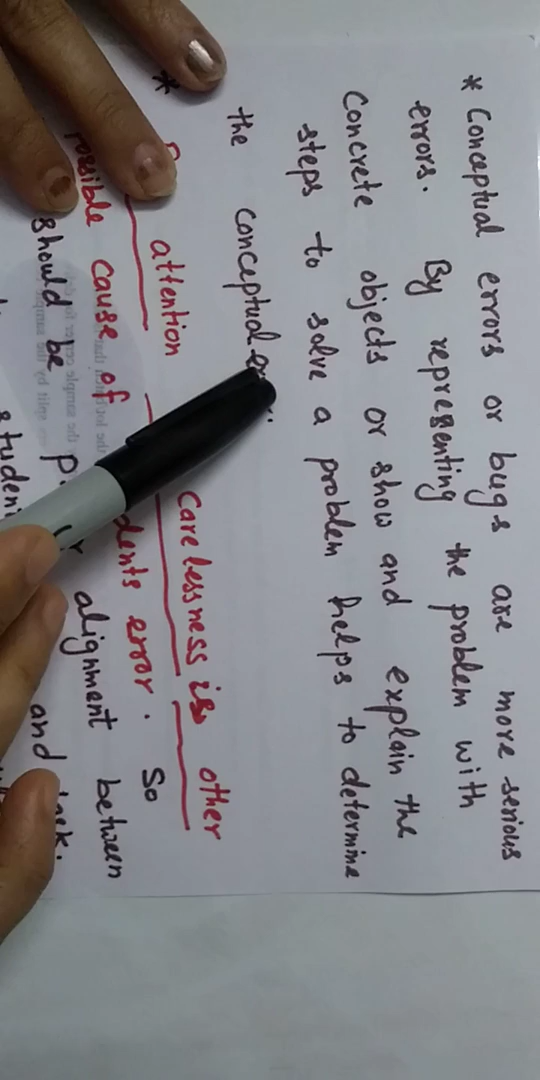 * Conceptual errors or bugs are more serious
errors. By representing the problem with
Concrete objects or show and explain the
steps to solve a problem helps to determine
the conceptual
* attention Carelessness is other
possible cause of dents error. So
should be alignment between
and task.